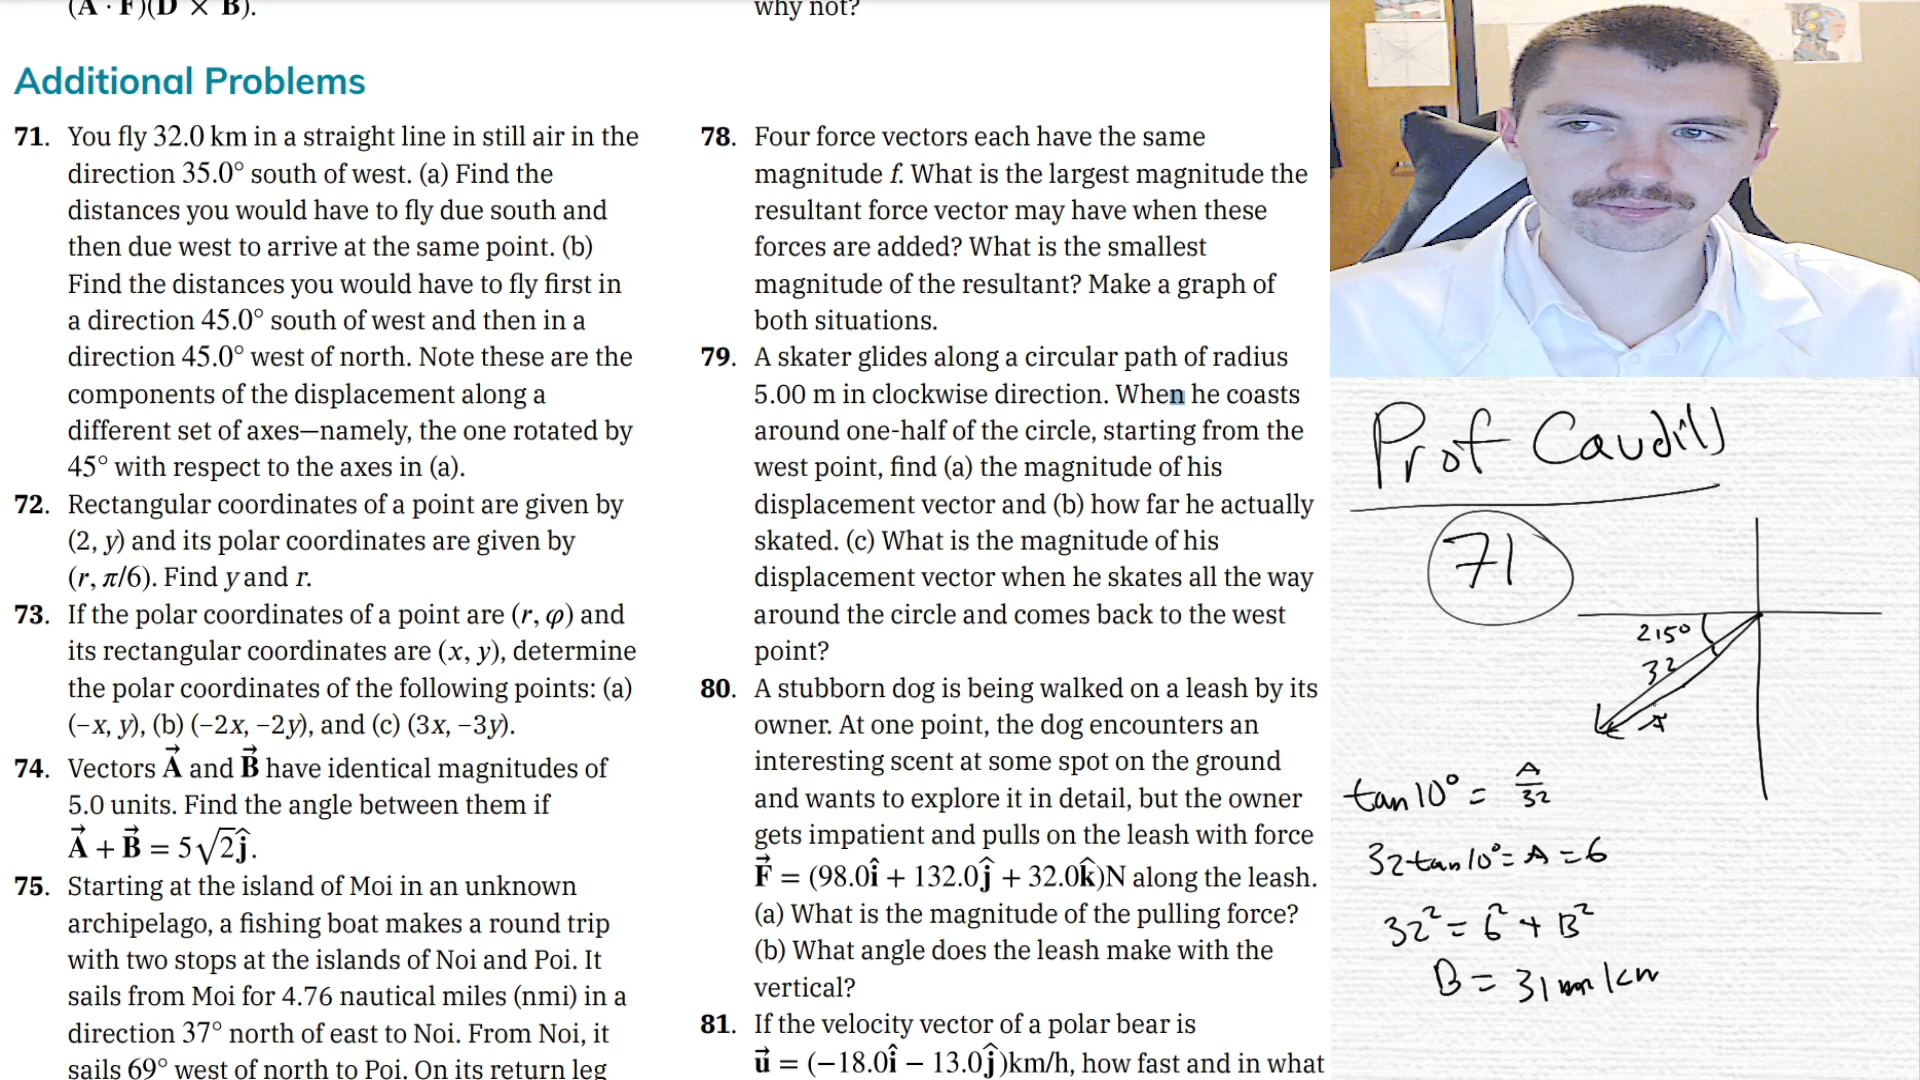 (A · F)(D × B).
Additional Problems
71. You fly 32.0 km in a straight line in still air in the
direction 35.0° south of west. (a) Find the
distances you would have to fly due south and
then due west to arrive at the same point. (b)
Find the distances you would have to fly first in
a direction 45.0° south of west and then in a
direction 45.0° west of north. Note these are the
components of the displacement along a
different set of axes—namely, the one rotated by
45° with respect to the axes in (a).
72. Rectangular coordinates of a point are given by
(2, y) and its polar coordinates are given by
(r, π/6). Find y and r.
73. If the polar coordinates of a point are (r, φ) and
its rectangular coordinates are (x, y), determine
the polar coordinates of the following points: (a)
(−x, y), (b) (−2x, −2y), and (c) (3x, −3y).
74. Vectors A⃗ and B⃗ have identical magnitudes of
5.0 units. Find the angle between them if
A⃗ + B⃗ = 5√2ĵ.
75. Starting at the island of Moi in an unknown
archipelago, a fishing boat makes a round trip
with two stops at the islands of Noi and Poi. It
sails from Moi for 4.76 nautical miles (nmi) in a
direction 37° north of east to Noi. From Noi, it
sails 69° west of north to Poi. On its return leg
why not?
78. Four force vectors each have the same
magnitude f. What is the largest magnitude the
resultant force vector may have when these
forces are added? What is the smallest
magnitude of the resultant? Make a graph of
both situations.
79. A skater glides along a circular path of radius
5.00 m in clockwise direction. When he coasts
around one-half of the circle, starting from the
west point, find (a) the magnitude of his
displacement vector and (b) how far he actually
skated. (c) What is the magnitude of his
displacement vector when he skates all the way
around the circle and comes back to the west
point?
80. A stubborn dog is being walked on a leash by its
owner. At one point, the dog encounters an
interesting scent at some spot on the ground
and wants to explore it in detail, but the owner
gets impatient and pulls on the leash with force
F⃗ = (98.0î + 132.0ĵ + 32.0k̂)N along the leash.
(a) What is the magnitude of the pulling force?
(b) What angle does the leash make with the
vertical?
81. If the velocity vector of a polar bear is
u⃗ = (−18.0î − 13.0ĵ)km/h, how fast and in what
Prof Caudill
71
215°
32
A
tan 10° = A/32
32 tan 10° = A = 6
32² = 6² + B²
B = 31 km